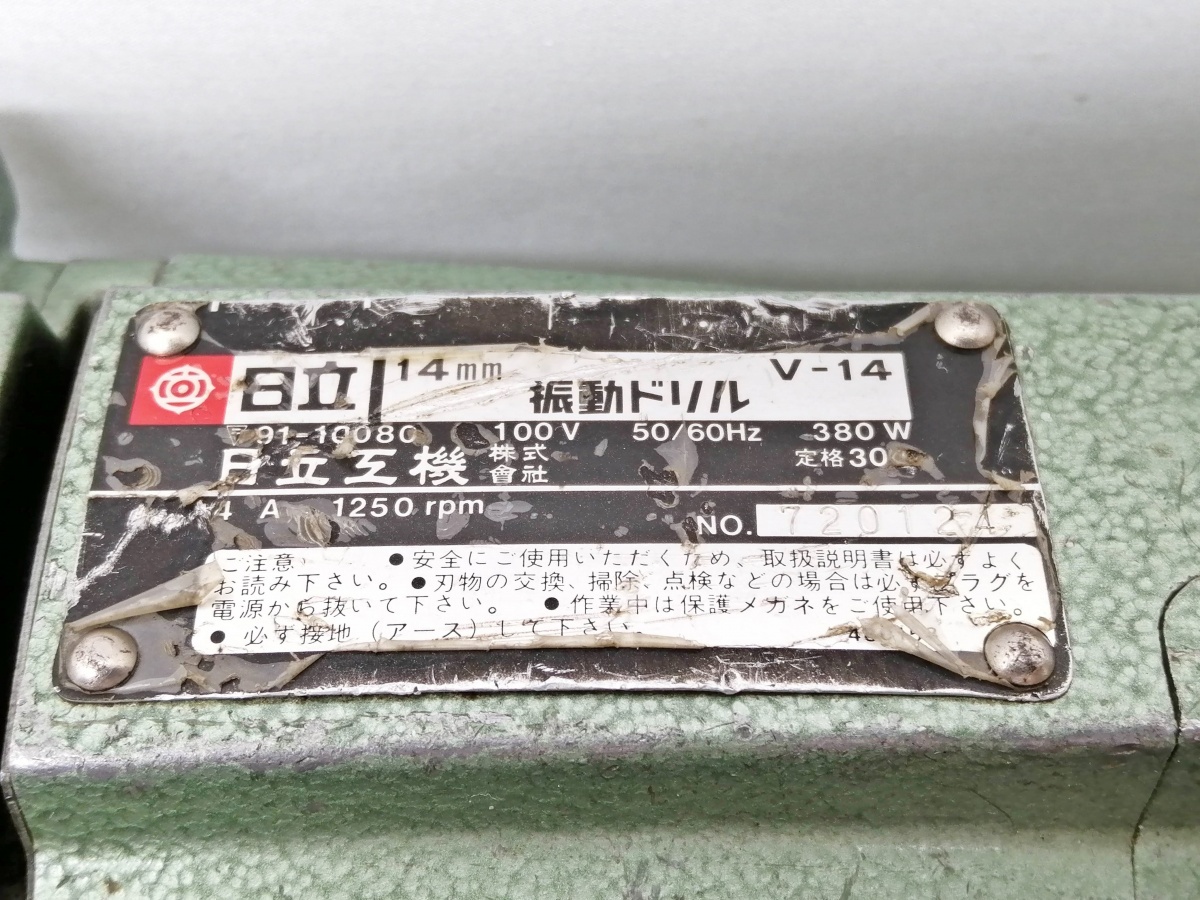 日立 14mm 振動ドリル V-14
91-10080 100V 50/60Hz 380W
日立工機 株式會社 定格30
4 A 1250 rpm
NO. 72012A
ご注意 ●安全にご使用いただくため、取扱説明書は必ずよく
お読み下さい。●刃物の交換、掃除、点検などの場合は必ずプラグを
電源から抜いて下さい。 ●作業中は保護メガネをご使用下さい。
● 必ず接地(アース)して下さい。